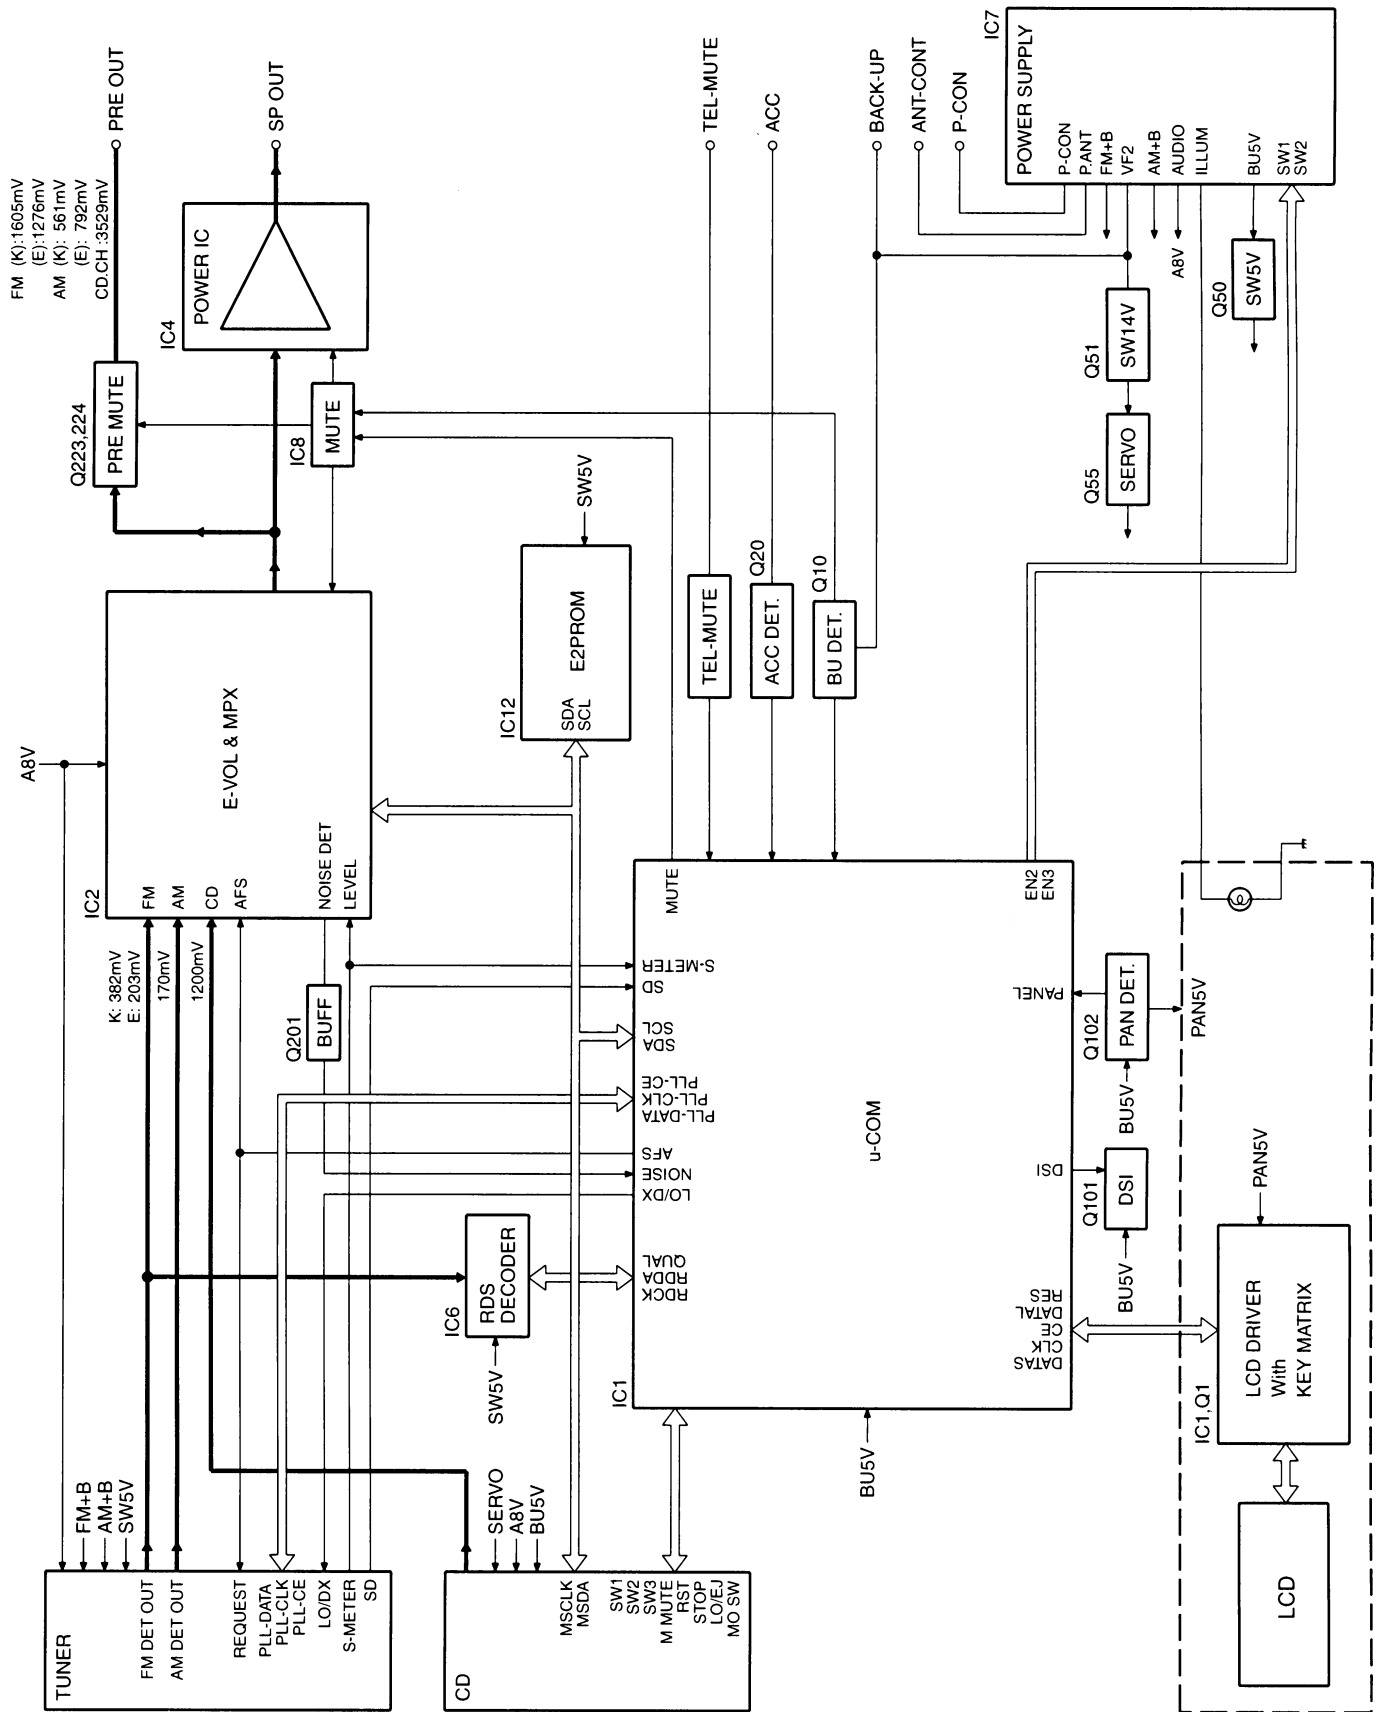 FM (K):1605mV
(E):1276mV
AM (K): 561mV
(E): 792mV
CD.CH :3529mV
PRE OUT
SP OUT
TEL-MUTE
ACC
BACK-UP
ANT-CONT
P-CON
IC7
POWER SUPPLY
P-CON
P.ANT
FM+B
VF2
AM+B
AUDIO
ILLUM
BU5V
SW1
SW2
A8V
Q50
SW5V
Q51
SW14V
Q55
SERVO
IC4
POWER IC
Q223,224
PRE MUTE
IC8
MUTE
SW5V
IC12
E2PROM
SDA
SCL
TEL-MUTE
Q20
ACC DET.
Q10
BU DET.
A8V
IC2
E-VOL & MPX
FM
AM
CD
AFS
NOISE DET
LEVEL
K: 382mV
E: 203mV
170mV
1200mV
Q201
BUFF
IC1
u-COM
MUTE
EN2
EN3
S-METER
SD
SCL
SDA
PLL-CE
PLL-CLK
PLL-DATA
AFS
NOISE
LO/DX
QUAL
RDDA
RDCK
PANEL
DSI
RES
DATAL
CE
CLK
DATAS
BU5V
IC6
RDS
DECODER
SW5V
Q102
PAN DET.
BU5V
PAN5V
Q101
DSI
BU5V
PAN5V
IC1,Q1
LCD DRIVER
With
KEY MATRIX
LCD
TUNER
FM+B
AM+B
SW5V
FM DET OUT
AM DET OUT
REQUEST
PLL-DATA
PLL-CLK
PLL-CE
LO/DX
S-METER
SD
CD
SERVO
A8V
BU5V
MSCLK
MSDA
SW1
SW2
SW3
M MUTE
RST
STOP
LO/EJ
MO SW